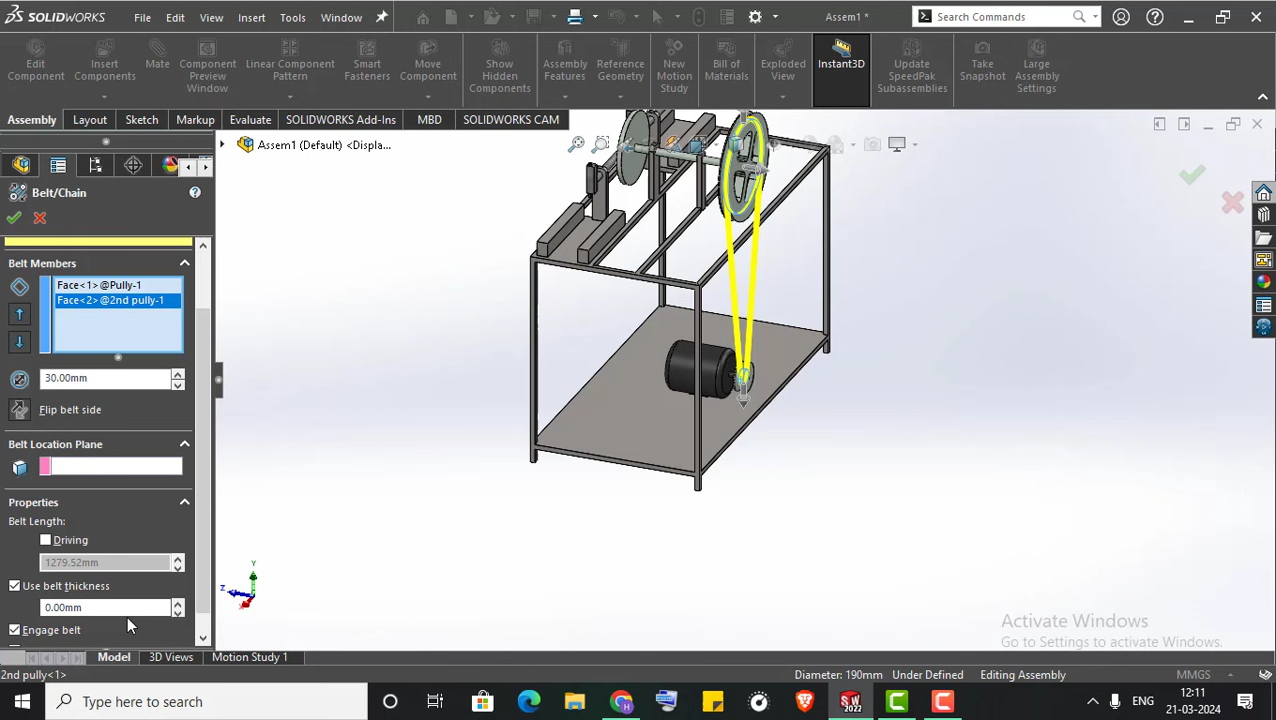 SOLIDWORKS File Edit View Insert Tools Window Assem1 * Search Commands
Edit Component Insert Components Mate Component Preview Window Linear Component Pattern Smart Fasteners Move Component Show Hidden Components Assembly Features Reference Geometry New Motion Study Bill of Materials Exploded View Instant3D Update SpeedPak Subassemblies Take Snapshot Large Assembly Settings
Assembly Layout Sketch Markup Evaluate SOLIDWORKS Add-Ins MBD SOLIDWORKS CAM
Assem1 (Default) <Displa...
Belt/Chain
Belt Members
Face<1> @Pully-1
Face<2> @2nd pully-1
30.00mm
Flip belt side
Belt Location Plane
Properties
Belt Length:
Driving
1279.52mm
Use belt thickness
0.00mm
Engage belt
Y
Z
X
Activate Windows
Go to Settings to activate Windows.
Model 3D Views Motion Study 1
2nd pully<1> Diameter: 190mm Under Defined Editing Assembly MMGS
Type here to search
SW
2022
ENG
12:11
21-03-2024